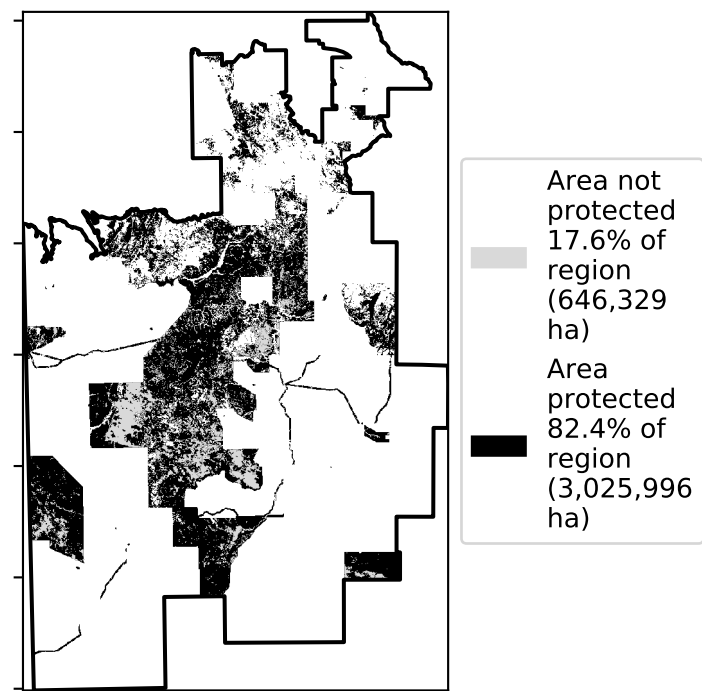 Area not
protected
17.6% of
region
(646,329
ha)
Area
protected
82.4% of
region
(3,025,996
ha)